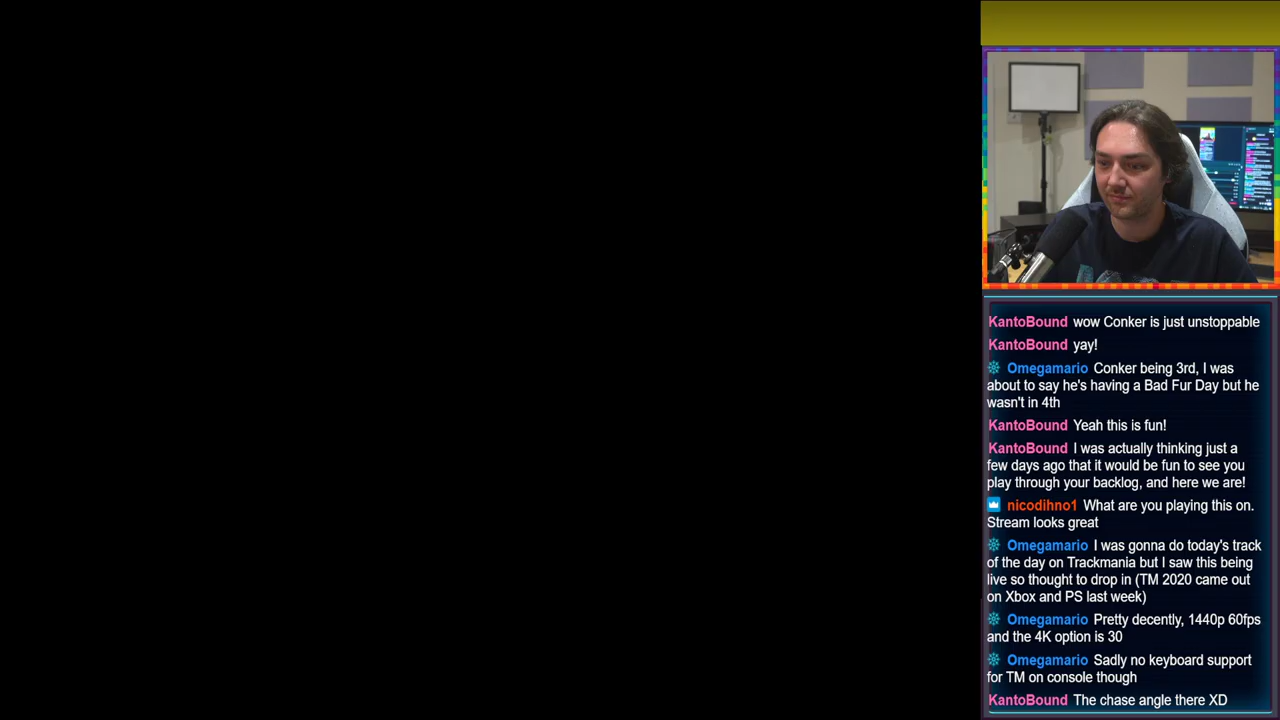 KantoBound wow Conker is just unstoppable
KantoBound yay!
Omegamario Conker being 3rd, I was
about to say he's having a Bad Fur Day but he
wasn't in 4th
KantoBound Yeah this is fun!
KantoBound I was actually thinking just a
few days ago that it would be fun to see you
play through your backlog, and here we are!
nicodihno1 What are you playing this on.
Stream looks great
Omegamario I was gonna do today's track
of the day on Trackmania but I saw this being
live so thought to drop in (TM 2020 came out
on Xbox and PS last week)
Omegamario Pretty decently, 1440p 60fps
and the 4K option is 30
Omegamario Sadly no keyboard support
for TM on console though
KantoBound The chase angle there XD